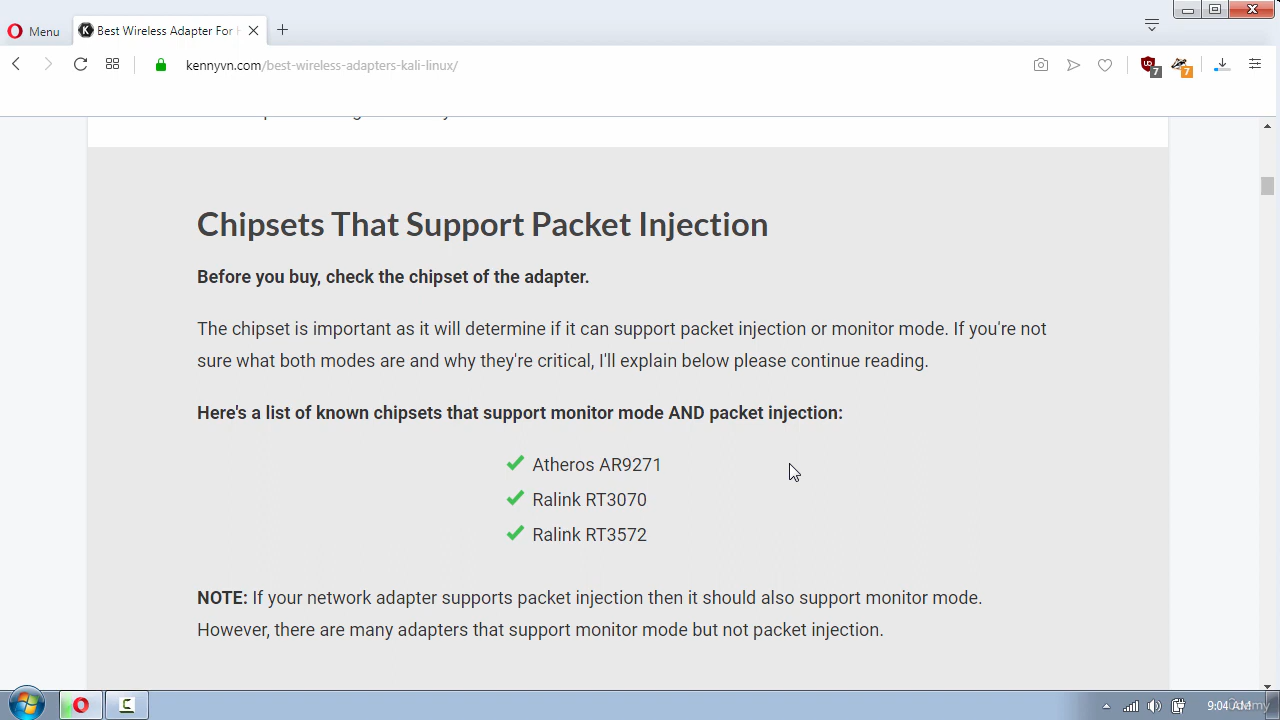 Menu
Best Wireless Adapter For
kennyvn.com/best-wireless-adapters-kali-linux/
7
7
Chipsets That Support Packet Injection
Before you buy, check the chipset of the adapter.
The chipset is important as it will determine if it can support packet injection or monitor mode. If you're not
sure what both modes are and why they're critical, I'll explain below please continue reading.
Here's a list of known chipsets that support monitor mode AND packet injection:
Atheros AR9271
Ralink RT3070
Ralink RT3572
NOTE: If your network adapter supports packet injection then it should also support monitor mode.
However, there are many adapters that support monitor mode but not packet injection.
9:04 AM
Udemy